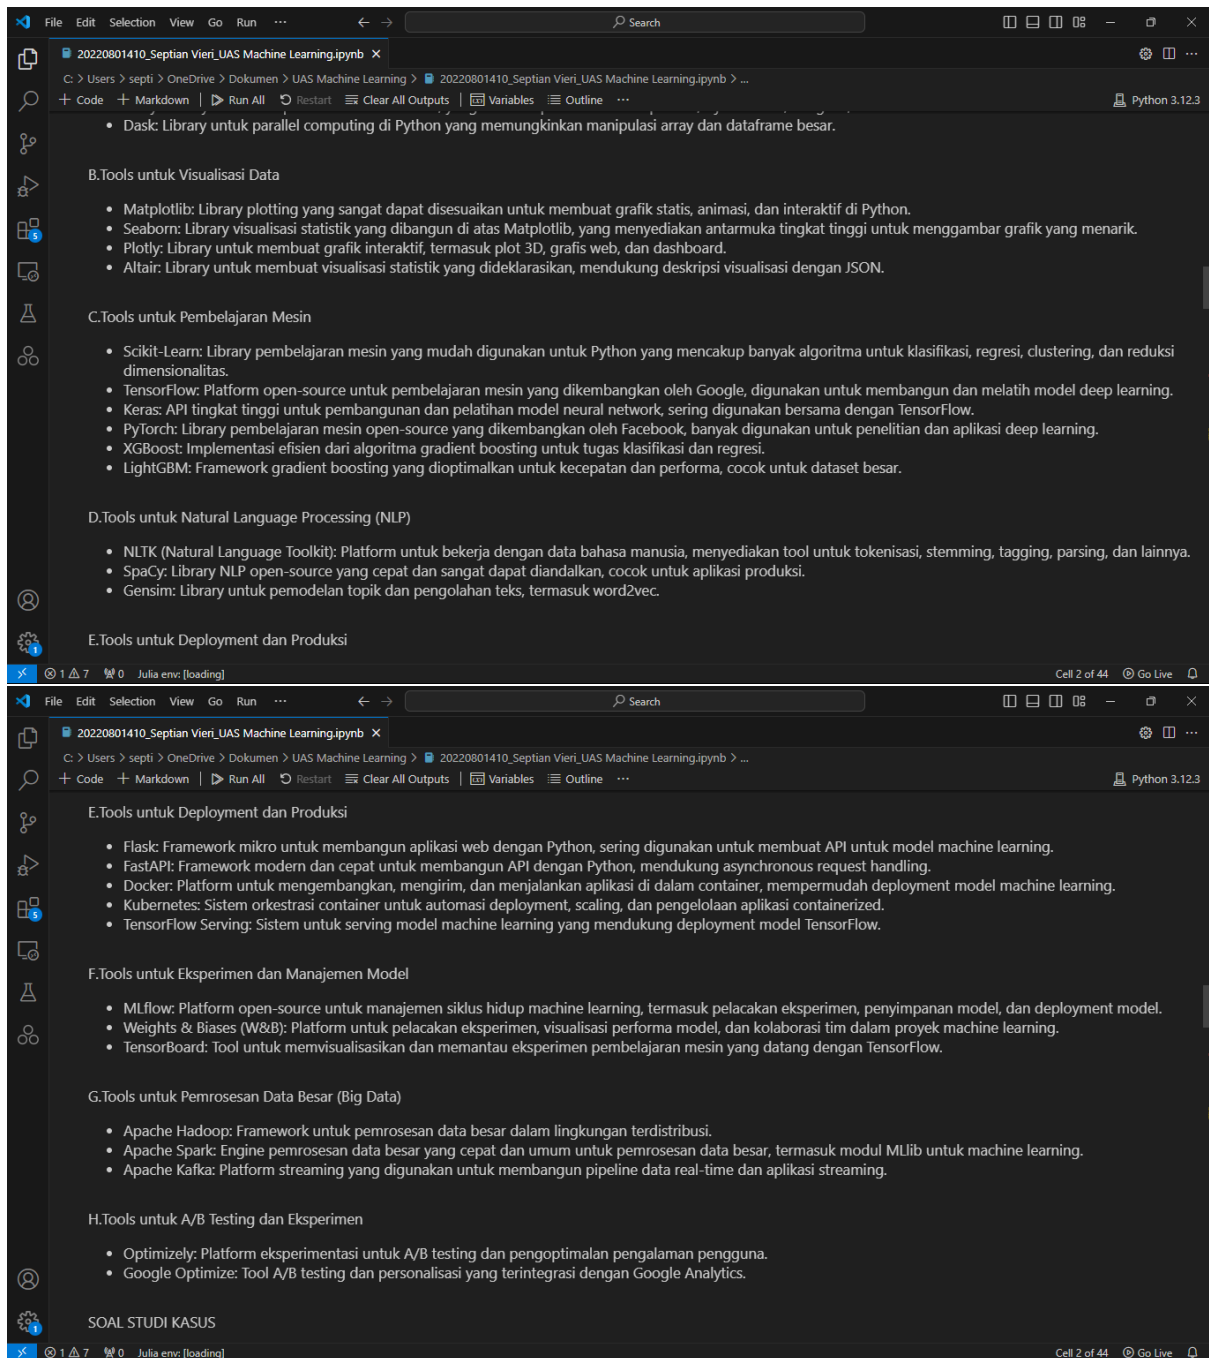 File Edit Selection View Go Run ··· Search
20220801410_Septian Vieri_UAS Machine Learning.ipynb
C: > Users > septi > OneDrive > Dokumen > UAS Machine Learning > 20220801410_Septian Vieri_UAS Machine Learning.ipynb > ...
+ Code + Markdown | Run All Restart Clear All Outputs | Variables Outline ··· Python 3.12.3
• Dask: Library untuk parallel computing di Python yang memungkinkan manipulasi array dan dataframe besar.
B.Tools untuk Visualisasi Data
• Matplotlib: Library plotting yang sangat dapat disesuaikan untuk membuat grafik statis, animasi, dan interaktif di Python.
• Seaborn: Library visualisasi statistik yang dibangun di atas Matplotlib, yang menyediakan antarmuka tingkat tinggi untuk menggambar grafik yang menarik.
• Plotly: Library untuk membuat grafik interaktif, termasuk plot 3D, grafis web, dan dashboard.
• Altair: Library untuk membuat visualisasi statistik yang dideklarasikan, mendukung deskripsi visualisasi dengan JSON.
C.Tools untuk Pembelajaran Mesin
• Scikit-Learn: Library pembelajaran mesin yang mudah digunakan untuk Python yang mencakup banyak algoritma untuk klasifikasi, regresi, clustering, dan reduksi
dimensionalitas.
• TensorFlow: Platform open-source untuk pembelajaran mesin yang dikembangkan oleh Google, digunakan untuk membangun dan melatih model deep learning.
• Keras: API tingkat tinggi untuk pembangunan dan pelatihan model neural network, sering digunakan bersama dengan TensorFlow.
• PyTorch: Library pembelajaran mesin open-source yang dikembangkan oleh Facebook, banyak digunakan untuk penelitian dan aplikasi deep learning.
• XGBoost: Implementasi efisien dari algoritma gradient boosting untuk tugas klasifikasi dan regresi.
• LightGBM: Framework gradient boosting yang dioptimalkan untuk kecepatan dan performa, cocok untuk dataset besar.
D.Tools untuk Natural Language Processing (NLP)
• NLTK (Natural Language Toolkit): Platform untuk bekerja dengan data bahasa manusia, menyediakan tool untuk tokenisasi, stemming, tagging, parsing, dan lainnya.
• SpaCy: Library NLP open-source yang cepat dan sangat dapat diandalkan, cocok untuk aplikasi produksi.
• Gensim: Library untuk pemodelan topik dan pengolahan teks, termasuk word2vec.
E.Tools untuk Deployment dan Produksi
5
1
1 7 0 Julia env: [loading] Cell 2 of 44 Go Live
File Edit Selection View Go Run ··· Search
20220801410_Septian Vieri_UAS Machine Learning.ipynb
C: > Users > septi > OneDrive > Dokumen > UAS Machine Learning > 20220801410_Septian Vieri_UAS Machine Learning.ipynb > ...
+ Code + Markdown | Run All Restart Clear All Outputs | Variables Outline ··· Python 3.12.3
E.Tools untuk Deployment dan Produksi
• Flask: Framework mikro untuk membangun aplikasi web dengan Python, sering digunakan untuk membuat API untuk model machine learning.
• FastAPI: Framework modern dan cepat untuk membangun API dengan Python, mendukung asynchronous request handling.
• Docker: Platform untuk mengembangkan, mengirim, dan menjalankan aplikasi di dalam container, mempermudah deployment model machine learning.
• Kubernetes: Sistem orkestrasi container untuk automasi deployment, scaling, dan pengelolaan aplikasi containerized.
• TensorFlow Serving: Sistem untuk serving model machine learning yang mendukung deployment model TensorFlow.
F.Tools untuk Eksperimen dan Manajemen Model
• MLflow: Platform open-source untuk manajemen siklus hidup machine learning, termasuk pelacakan eksperimen, penyimpanan model, dan deployment model.
• Weights & Biases (W&B): Platform untuk pelacakan eksperimen, visualisasi performa model, dan kolaborasi tim dalam proyek machine learning.
• TensorBoard: Tool untuk memvisualisasikan dan memantau eksperimen pembelajaran mesin yang datang dengan TensorFlow.
G.Tools untuk Pemrosesan Data Besar (Big Data)
• Apache Hadoop: Framework untuk pemrosesan data besar dalam lingkungan terdistribusi.
• Apache Spark: Engine pemrosesan data besar yang cepat dan umum untuk pemrosesan data besar, termasuk modul MLlib untuk machine learning.
• Apache Kafka: Platform streaming yang digunakan untuk membangun pipeline data real-time dan aplikasi streaming.
H.Tools untuk A/B Testing dan Eksperimen
• Optimizely: Platform eksperimentasi untuk A/B testing dan pengoptimalan pengalaman pengguna.
• Google Optimize: Tool A/B testing dan personalisasi yang terintegrasi dengan Google Analytics.
SOAL STUDI KASUS
5
1
1 7 0 Julia env: [loading] Cell 2 of 44 Go Live